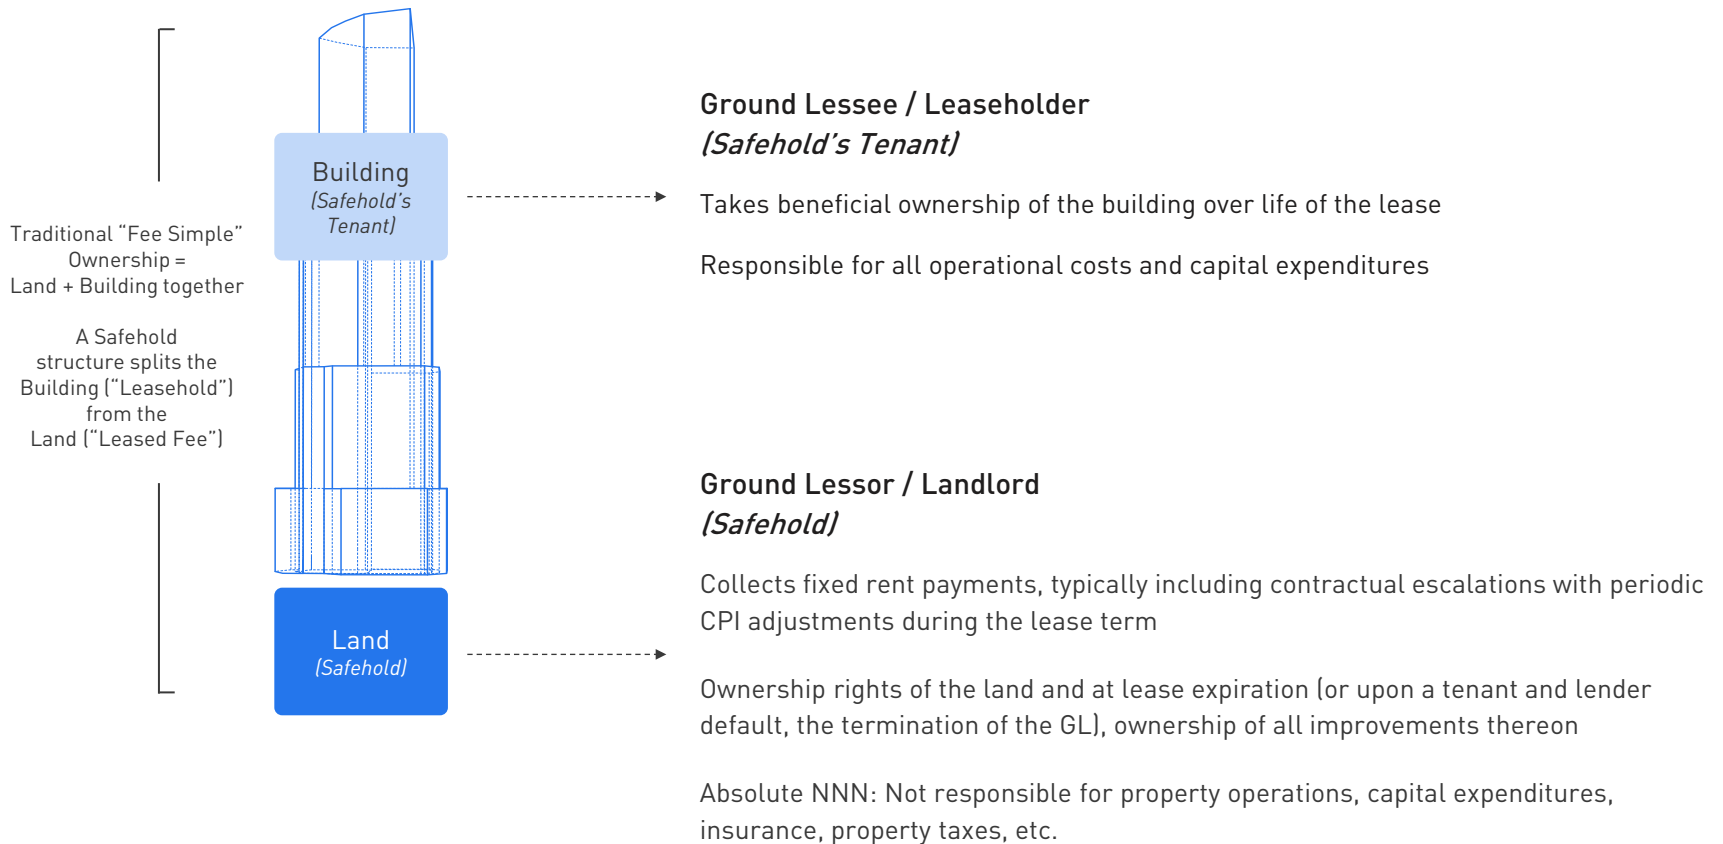 Traditional “Fee Simple”
Ownership =
Land + Building together
A Safehold
structure splits the
Building (“Leasehold”)
from the
Land (“Leased Fee”)
Building
(Safehold’s
Tenant)
Land
(Safehold)
Ground Lessee / Leaseholder
(Safehold’s Tenant)
Takes beneficial ownership of the building over life of the lease
Responsible for all operational costs and capital expenditures
Ground Lessor / Landlord
(Safehold)
Collects fixed rent payments, typically including contractual escalations with periodic
CPI adjustments during the lease term
Ownership rights of the land and at lease expiration (or upon a tenant and lender
default, the termination of the GL), ownership of all improvements thereon
Absolute NNN: Not responsible for property operations, capital expenditures,
insurance, property taxes, etc.